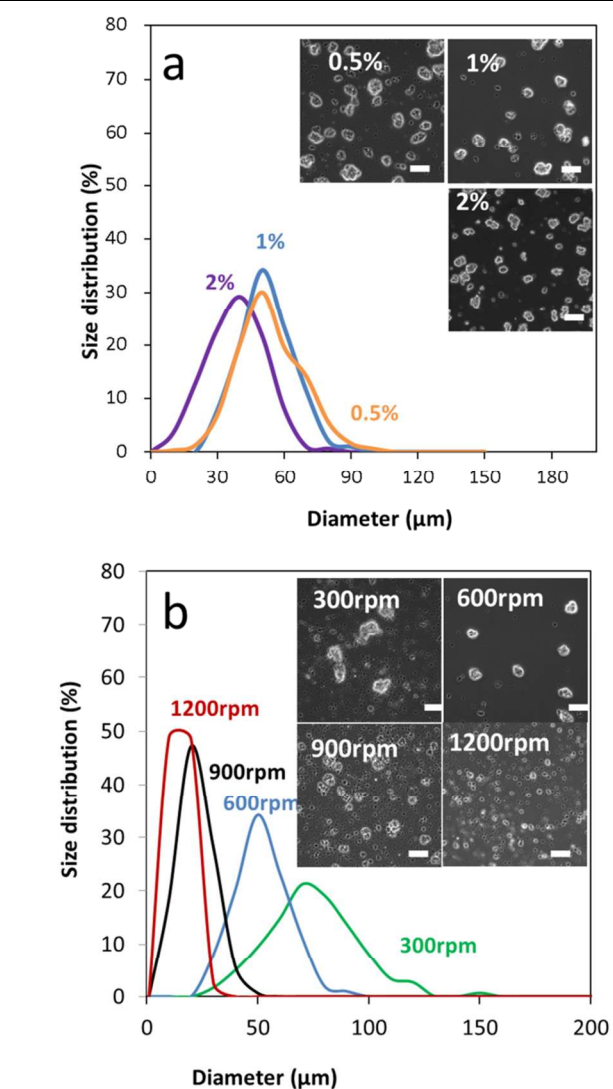 80
a
0.5%
1%
70
60
50
2%
40
1%
2%
30
20
10
0.5%
0
0 30 60 90 120 150 180
Size distribution (%)
Diameter (µm)
80
b
300rpm
600rpm
70
60
1200rpm
50
900rpm
1200rpm
900rpm
40
600rpm
30
20
300rpm
10
0
0 50 100 150 200
Size distribution (%)
Diameter (µm)